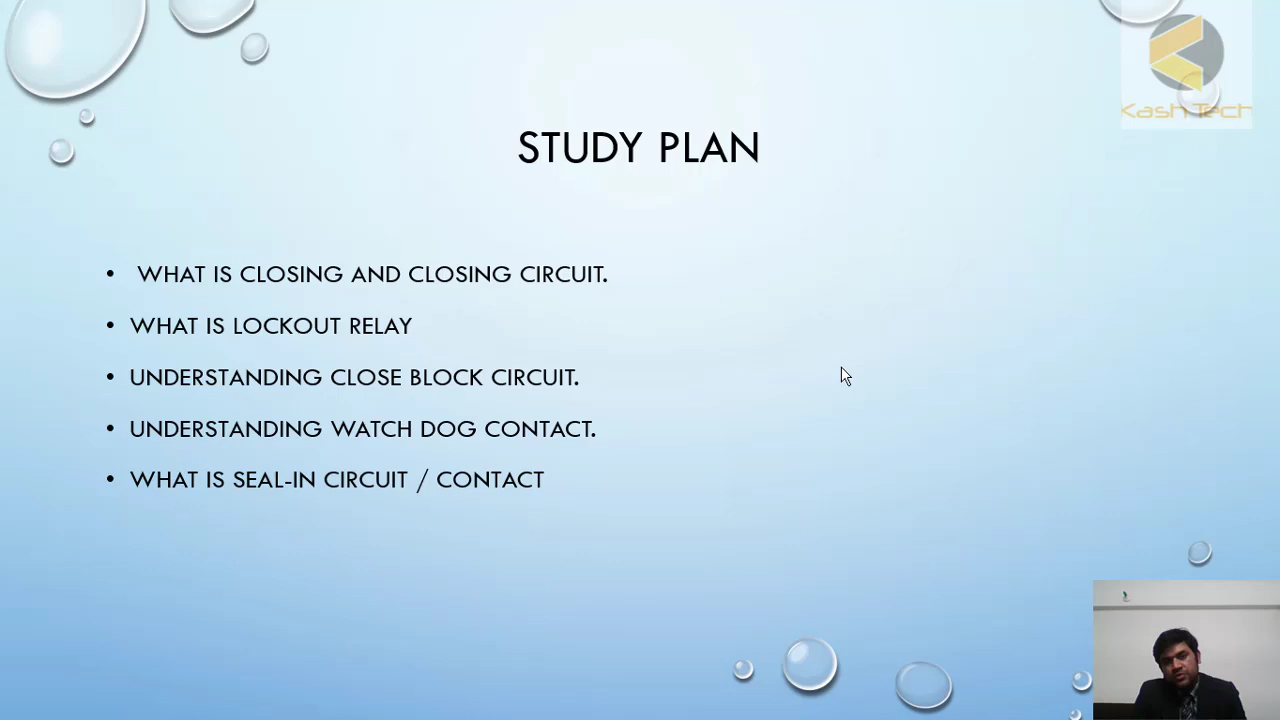 Kash Tech
STUDY PLAN
• WHAT IS CLOSING AND CLOSING CIRCUIT.
• WHAT IS LOCKOUT RELAY
• UNDERSTANDING CLOSE BLOCK CIRCUIT.
• UNDERSTANDING WATCH DOG CONTACT.
• WHAT IS SEAL-IN CIRCUIT / CONTACT